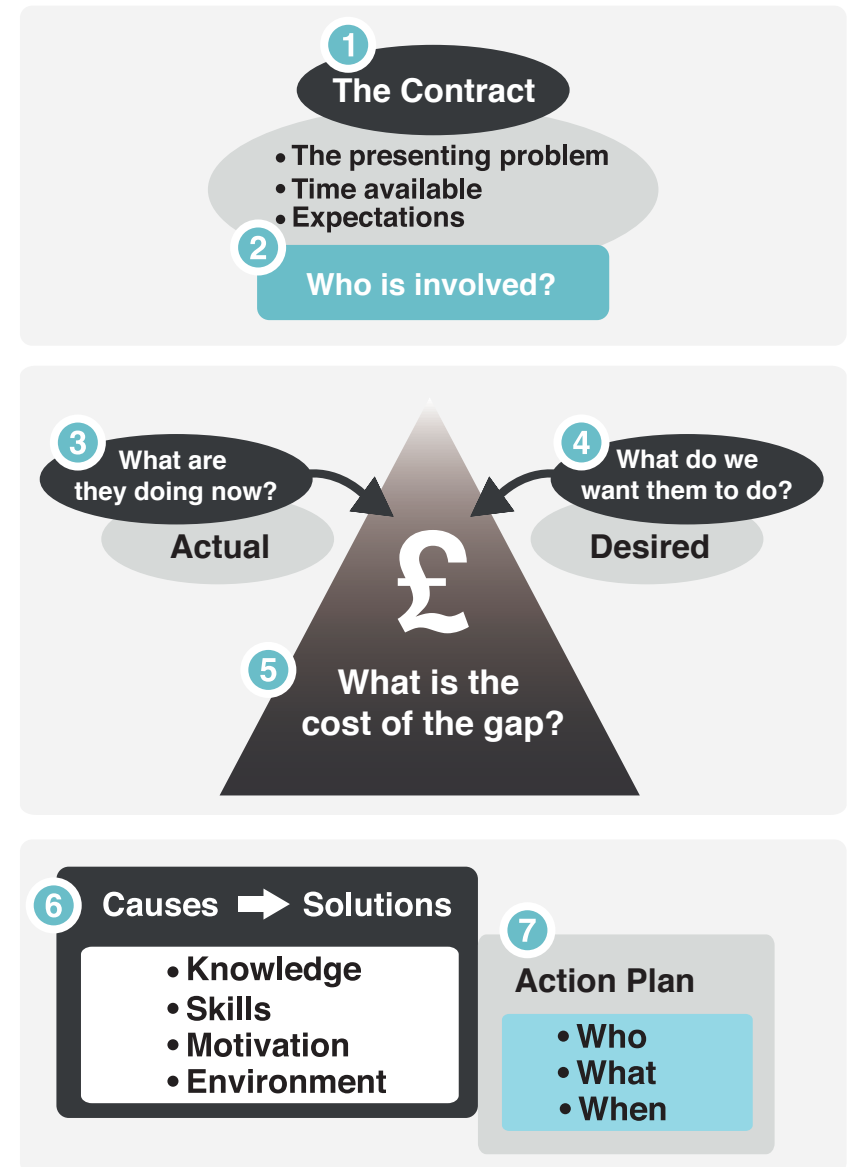 1
The Contract
• The presenting problem
• Time available
• Expectations
2
Who is involved?
3
What are
they doing now?
Actual
4
What do we
want them to do?
Desired
£
5
What is the
cost of the gap?
6
Causes → Solutions
• Knowledge
• Skills
• Motivation
• Environment
7
Action Plan
• Who
• What
• When